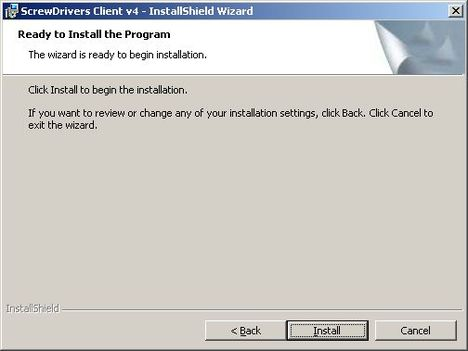 ScrewDrivers Client v4 - InstallShield Wizard
Ready to Install the Program
The wizard is ready to begin installation.
Click Install to begin the installation.
If you want to review or change any of your installation settings, click Back. Click Cancel to
exit the wizard.
InstallShield
< Back
Install
Cancel